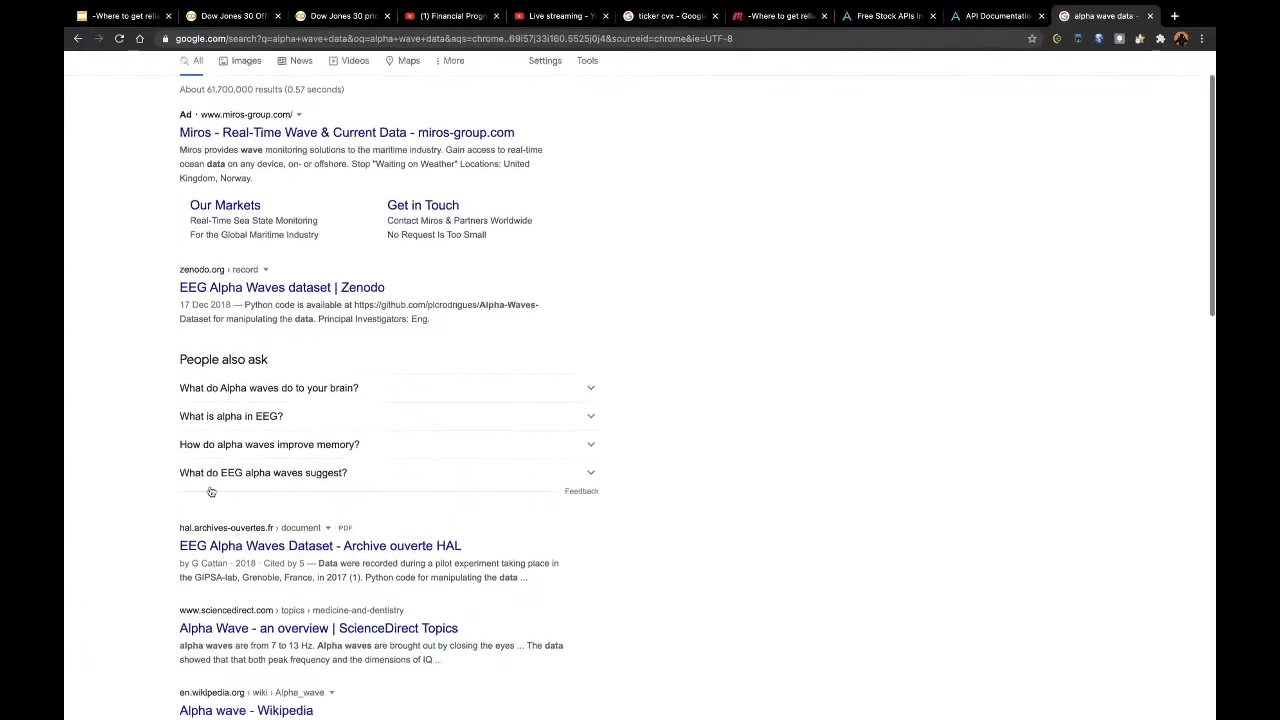 -Where to get relia
Dow Jones 30 Off
Dow Jones 30 pric
(1) Financial Progr
Live streaming - Yo
ticker cvx - Google
-Where to get relia
Free Stock APIs in
API Documentation
alpha wave data -
google.com/search?q=alpha+wave+data&oq=alpha+wave+data&aqs=chrome..69i57j33i160.5525j0j4&sourceid=chrome&ie=UTF-8
All Images News Videos Maps More Settings Tools
About 61,700,000 results (0.57 seconds)
Ad · www.miros-group.com/
Miros - Real-Time Wave & Current Data - miros-group.com
Miros provides wave monitoring solutions to the maritime industry. Gain access to real-time
ocean data on any device, on- or offshore. Stop "Waiting on Weather" Locations: United
Kingdom, Norway.
Our Markets
Real-Time Sea State Monitoring
For the Global Maritime Industry
Get in Touch
Contact Miros & Partners Worldwide
No Request Is Too Small
zenodo.org › record
EEG Alpha Waves dataset | Zenodo
17 Dec 2018 — Python code is available at https://github.com/plcrodrigues/Alpha-Waves-
Dataset for manipulating the data. Principal Investigators: Eng.
People also ask
What do Alpha waves do to your brain?
What is alpha in EEG?
How do alpha waves improve memory?
What do EEG alpha waves suggest?
Feedback
hal.archives-ouvertes.fr › document PDF
EEG Alpha Waves Dataset - Archive ouverte HAL
by G Cattan · 2018 · Cited by 5 — Data were recorded during a pilot experiment taking place in
the GIPSA-lab, Grenoble, France, in 2017 (1). Python code for manipulating the data ...
www.sciencedirect.com › topics › medicine-and-dentistry
Alpha Wave - an overview | ScienceDirect Topics
alpha waves are from 7 to 13 Hz. Alpha waves are brought out by closing the eyes ... The data
showed that that both peak frequency and the dimensions of IQ ...
en.wikipedia.org › wiki › Alpha_wave
Alpha wave - Wikipedia